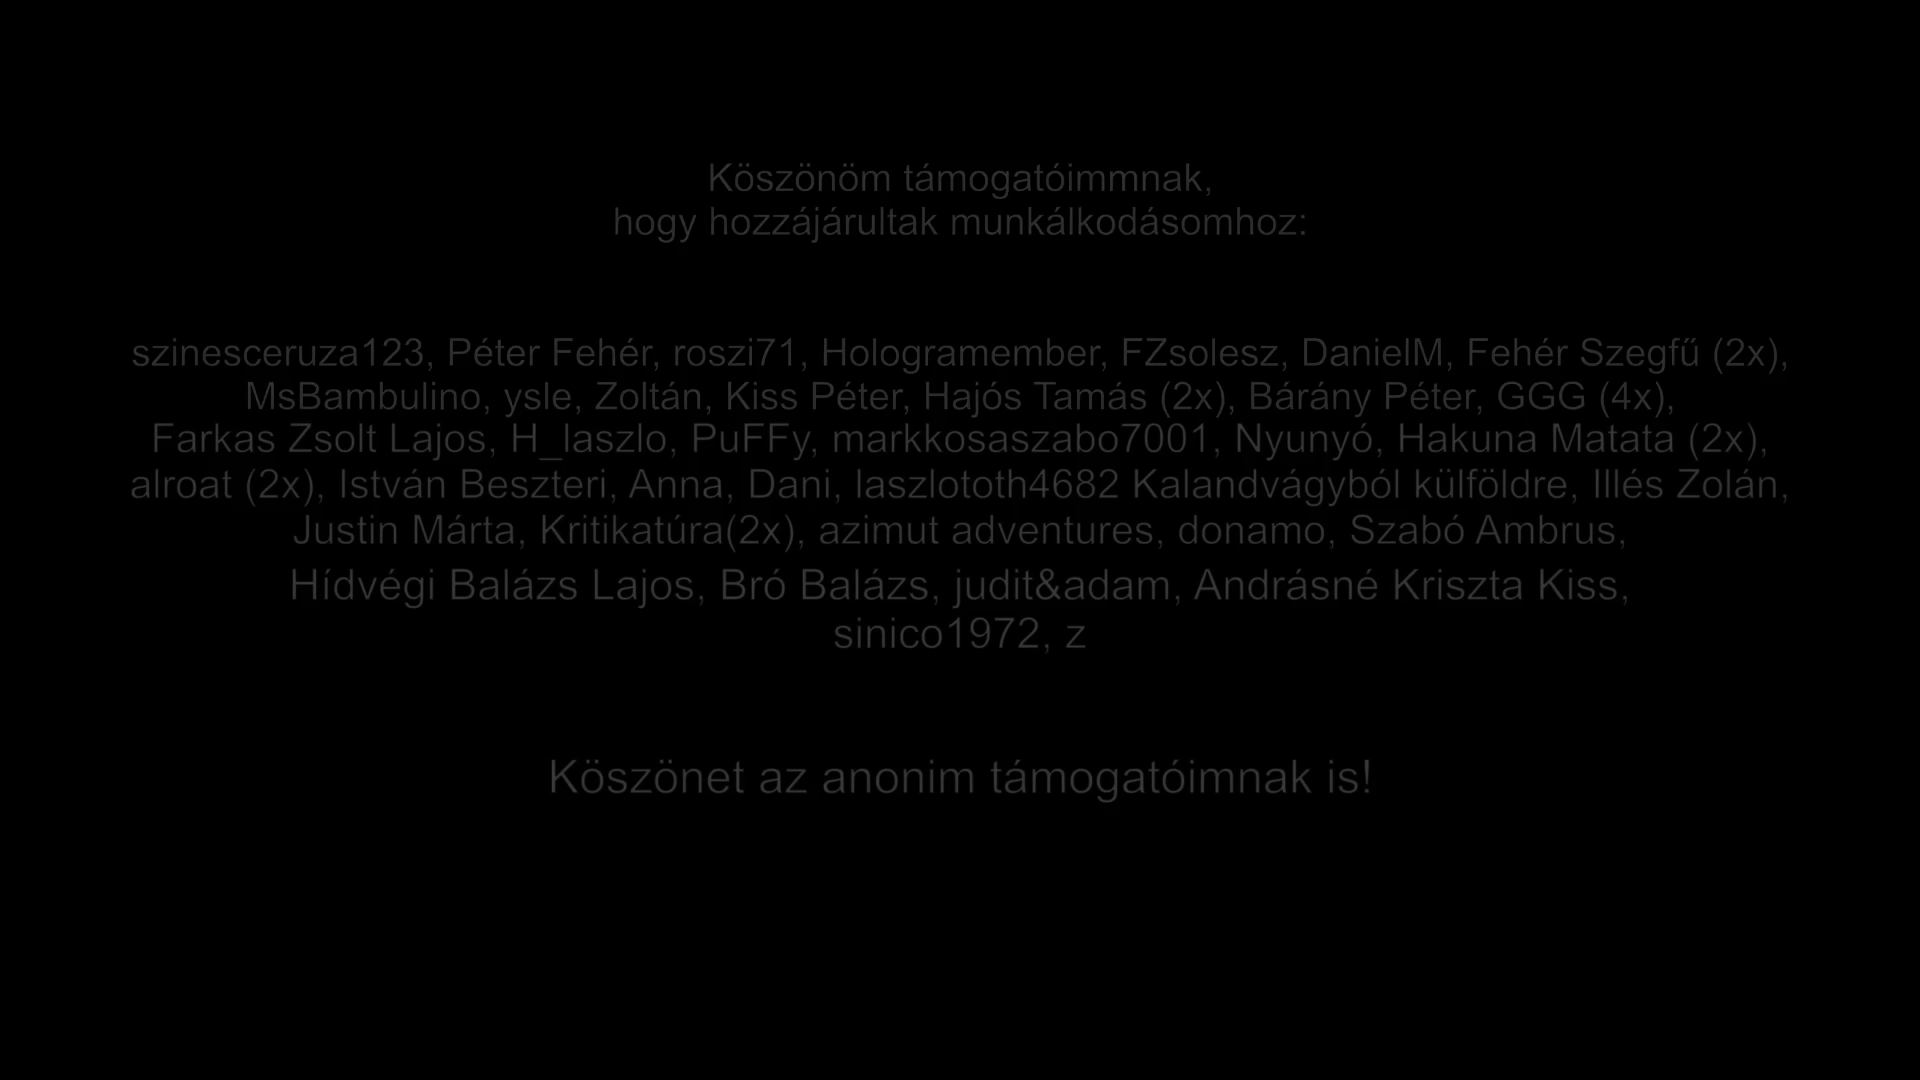 Köszönöm támogatóimmnak,
hogy hozzájárultak munkálkodásomhoz:
szinesceruza123, Péter Fehér, roszi71, Hologramember, FZsolesz, DanielM, Fehér Szegfű (2x),
MsBambulino, ysle, Zoltán, Kiss Péter, Hajós Tamás (2x), Bárány Péter, GGG (4x),
Farkas Zsolt Lajos, H_laszlo, PuFFy, markkosaszabo7001, Nyunyó, Hakuna Matata (2x),
alroat (2x), István Beszteri, Anna, Dani, laszlototh4682 Kalandvágyból külföldre, Illés Zolán,
Justin Márta, Kritikatúra(2x), azimut adventures, donamo, Szabó Ambrus,
Hídvégi Balázs Lajos, Bró Balázs, judit&adam, Andrásné Kriszta Kiss,
sinico1972, z
Köszönet az anonim támogatóimnak is!